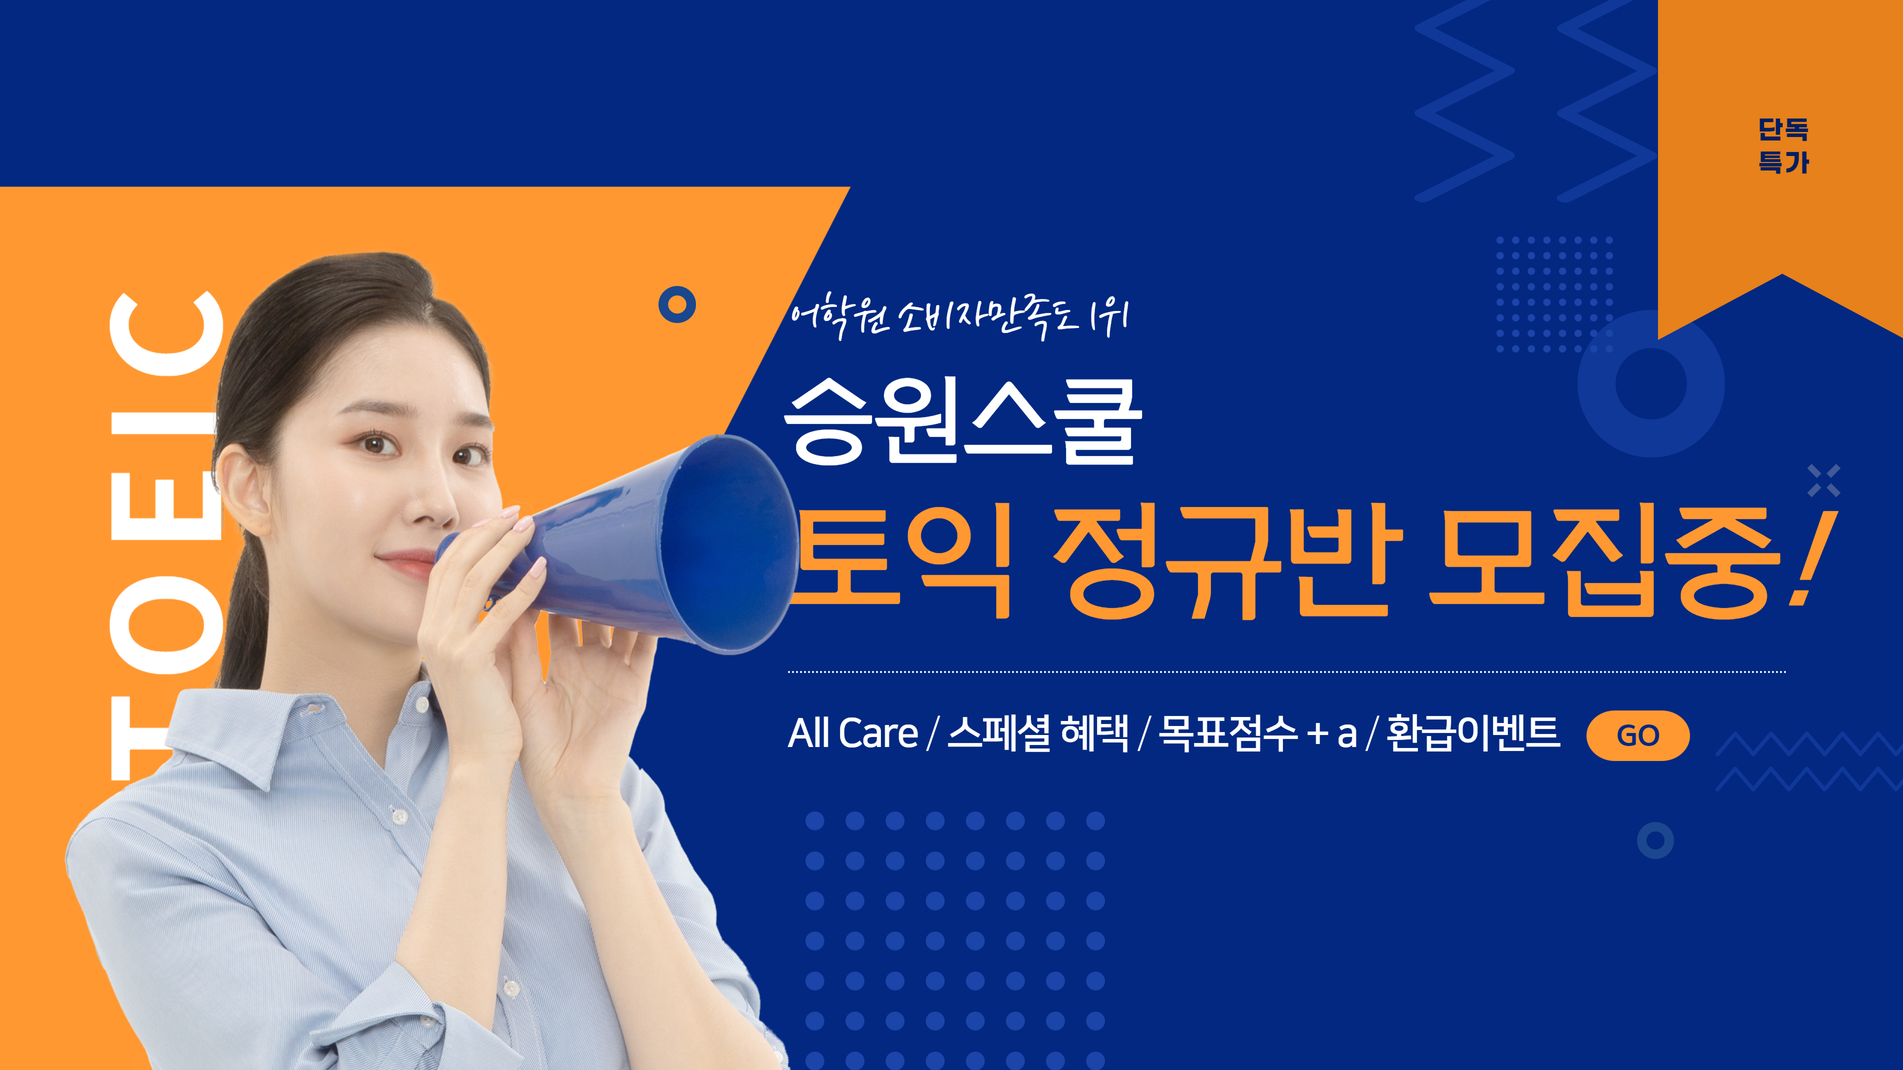 단독
특가
TOEIC
어학원 소비자만족도 1위
승원스쿨
토익 정규반 모집중!
All Care / 스페셜 혜택 / 목표점수 + a / 환급이벤트
GO